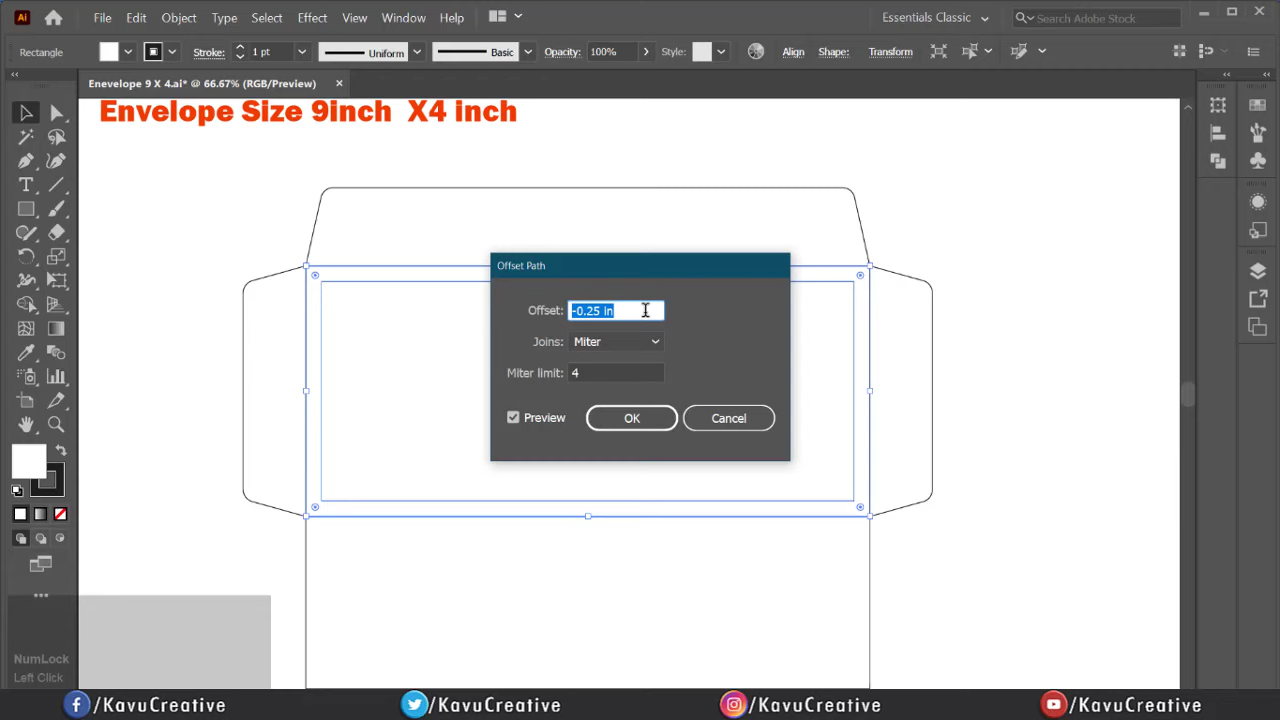 Ai File Edit Object Type Select Effect View Window Help Essentials Classic Search Adobe Stock
Rectangle Stroke: 1 pt Uniform Basic Opacity: 100% Style: Align Shape: Transform
Enevelope 9 X 4.ai* @ 66.67% (RGB/Preview)
Envelope Size 9inch X4 inch
Offset Path
Offset: -0.25 in
Joins: Miter
Miter limit: 4
Preview OK Cancel
NumLock
Left Click
/KavuCreative /KavuCreative /KavuCreative /KavuCreative